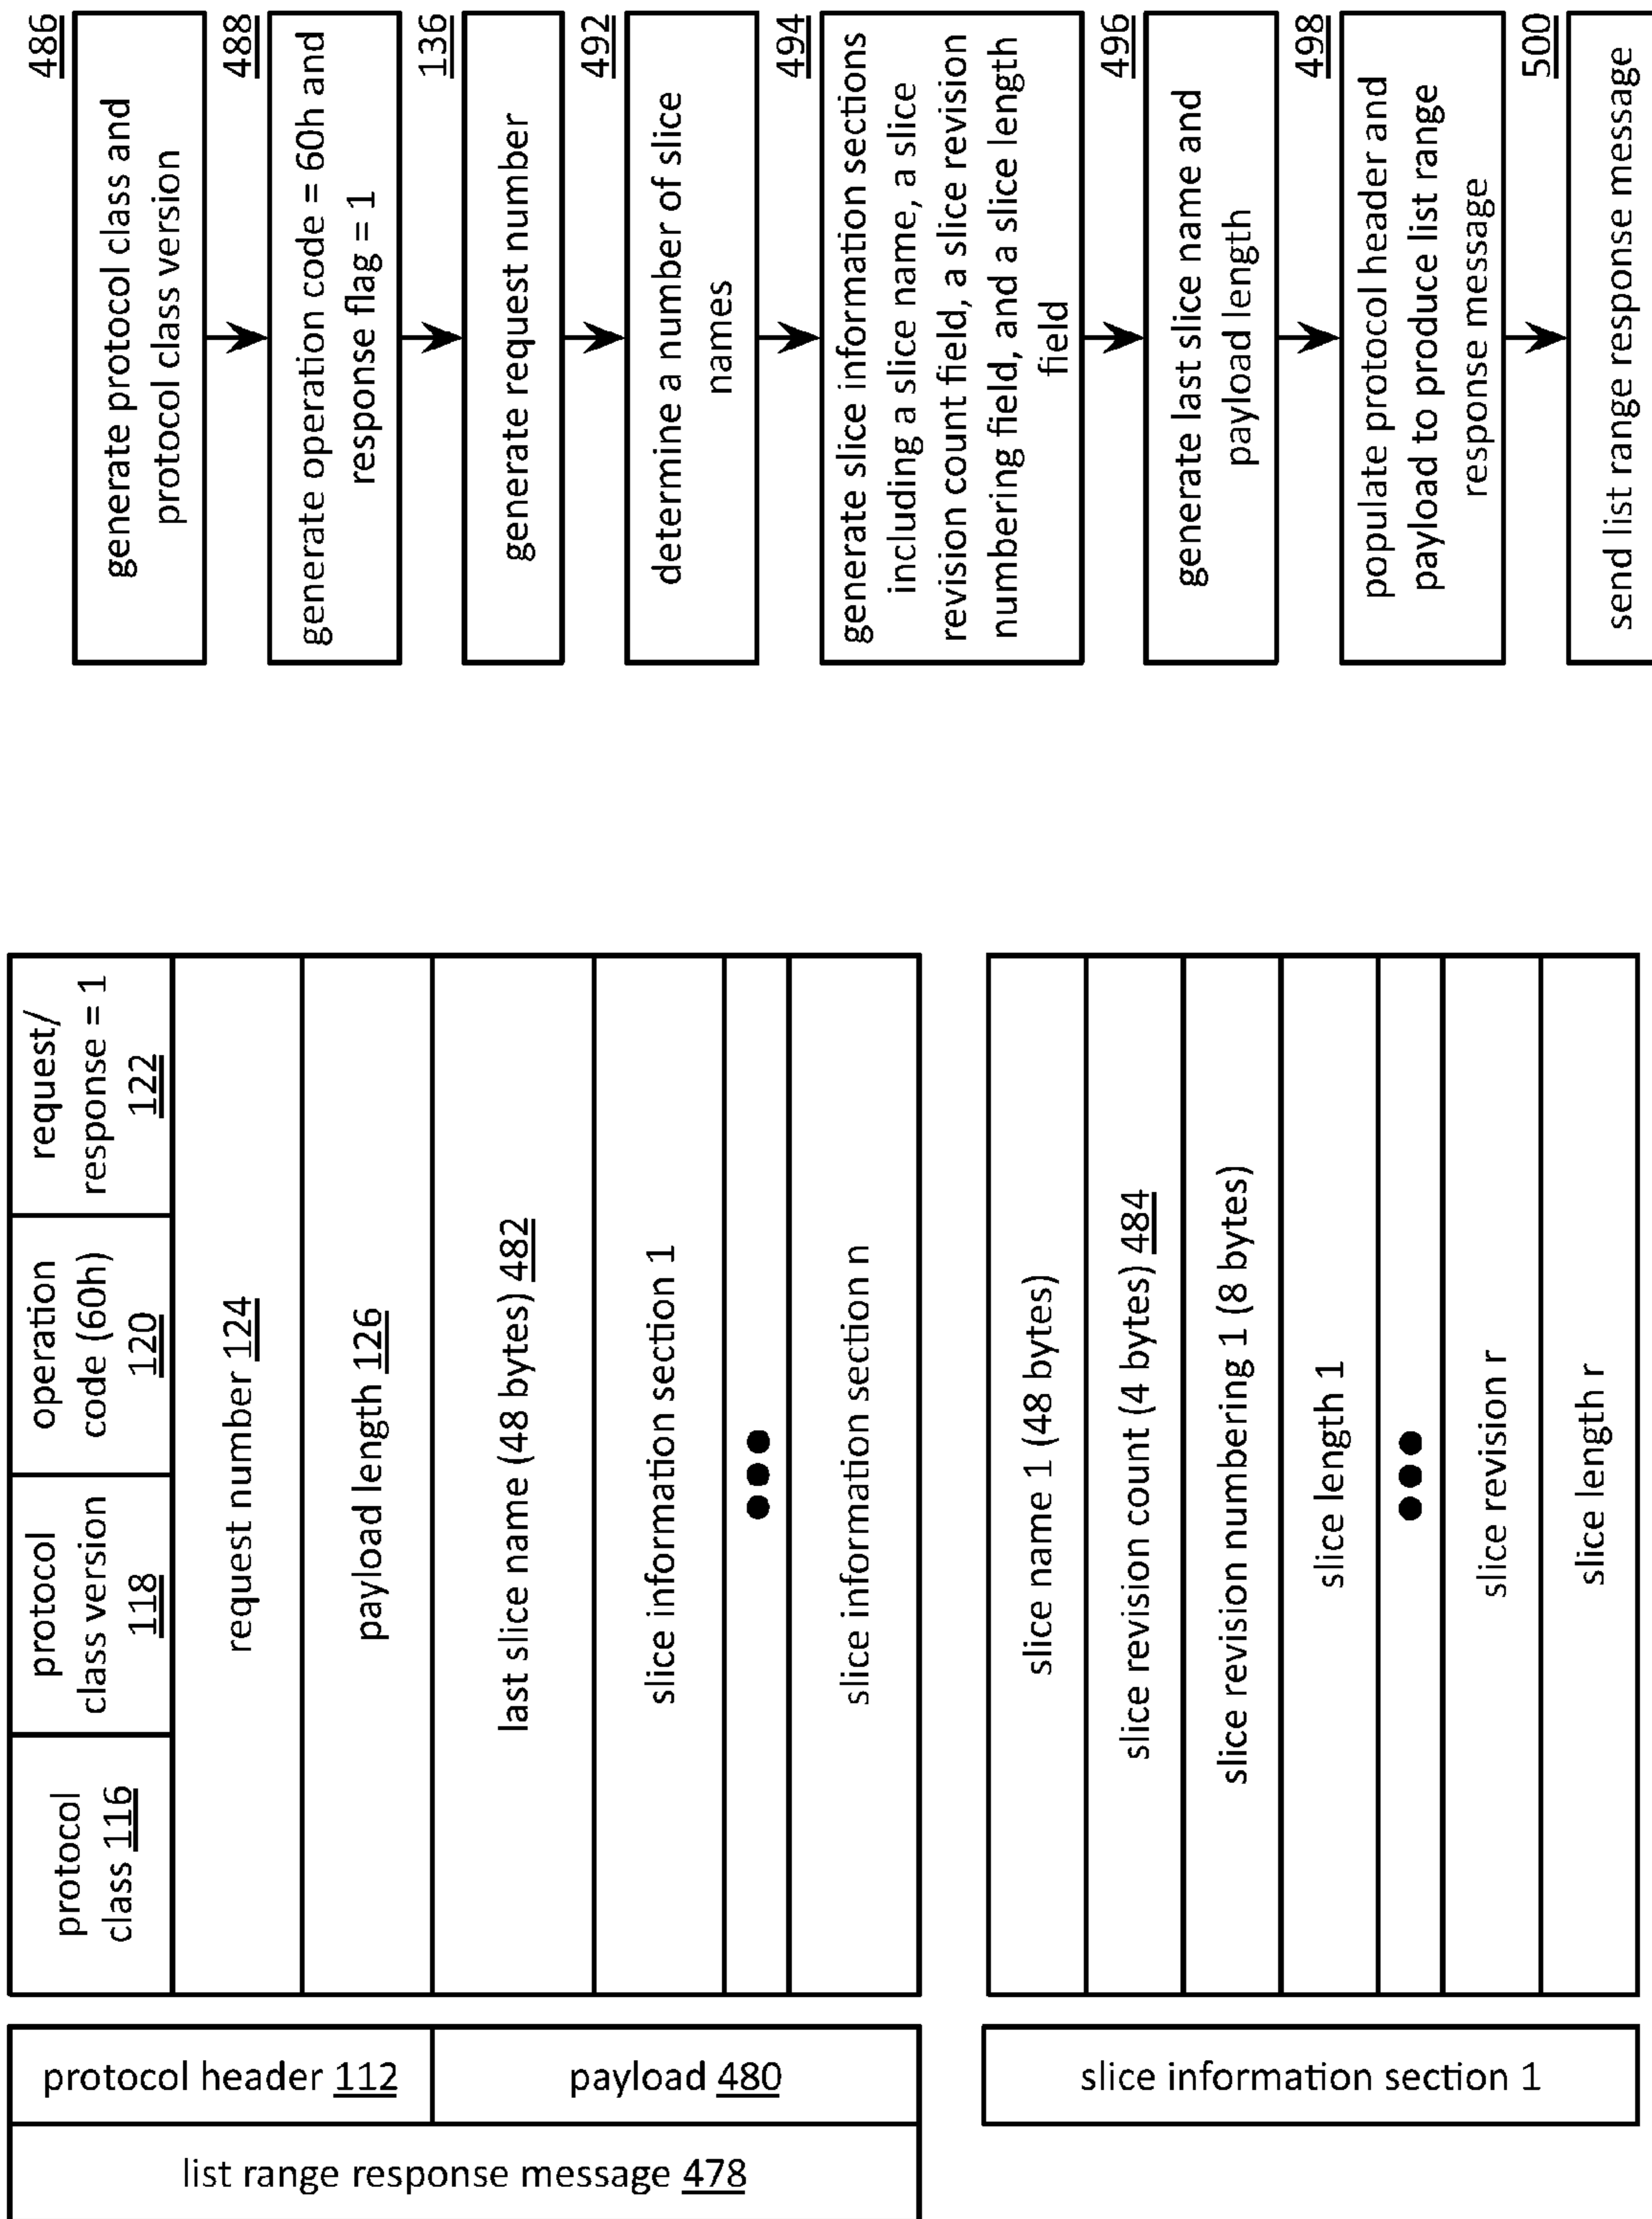 list range response message 478
protocol header 112
payload 480
protocol
class 116
protocol
class version
118
operation
code (60h)
120
request/
response = 1
122
request number 124
payload length 126
last slice name (48 bytes) 482
slice information section 1
slice information section n
slice information section 1
slice name 1 (48 bytes)
slice revision count (4 bytes) 484
slice revision numbering 1 (8 bytes)
slice length 1
slice revision r
slice length r
486
generate protocol class and
protocol class version
488
generate operation code = 60h and
response flag = 1
136
generate request number
492
determine a number of slice
names
494
generate slice information sections
including a slice name, a slice
revision count field, a slice revision
numbering field, and a slice length
field
496
generate last slice name and
payload length
498
populate protocol header and
payload to produce list range
response message
500
send list range response message